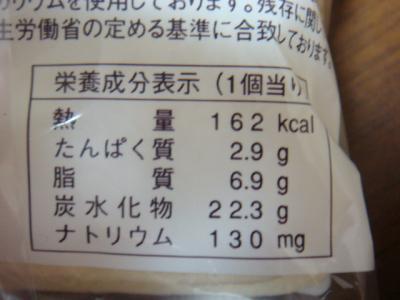 リウムを使用しております。残存に関し
生労働省の定める基準に合致しております。
栄養成分表示(1個当り)
熱量 162 kcal
たんぱく質 2.9 g
脂質 6.9 g
炭水化物 22.3 g
ナトリウム 130 mg